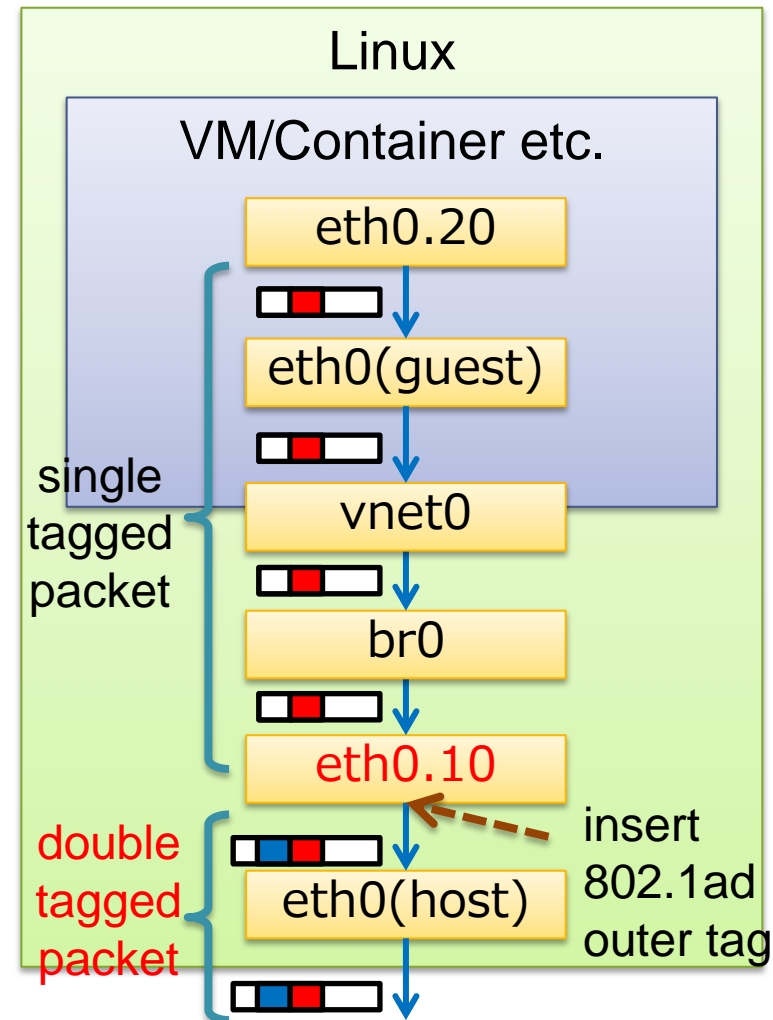 Linux
VM/Container etc.
eth0.20
eth0(guest)
single
tagged
packet
vnet0
br0
eth0.10
insert
802.1ad
outer tag
double
tagged
packet
eth0(host)